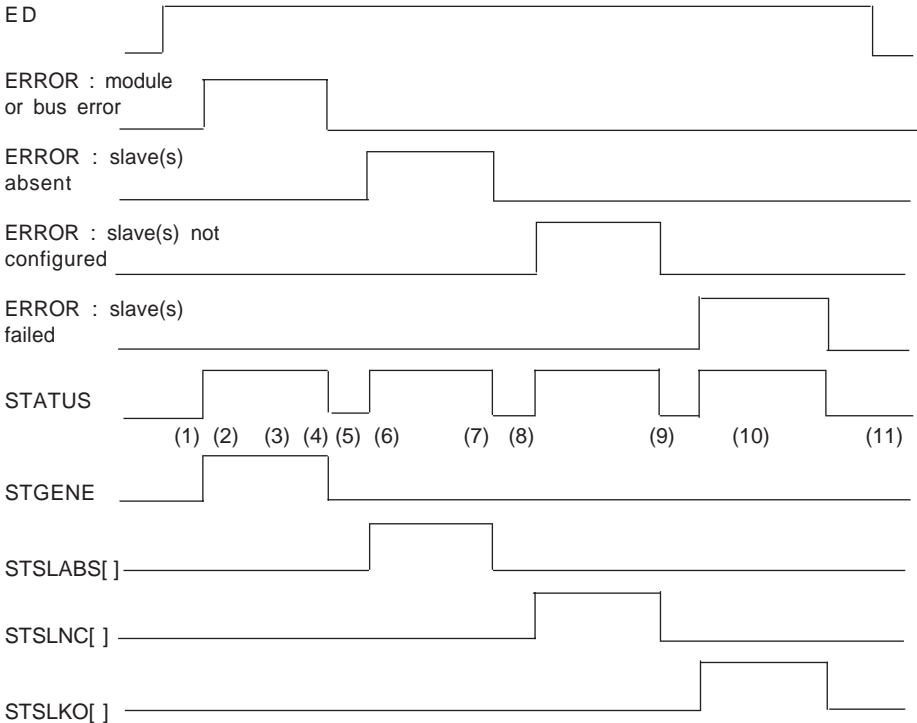 ED
ERROR : module
or bus error
ERROR : slave(s)
absent
ERROR : slave(s) not
configured
ERROR : slave(s)
failed
STATUS
(1) (2) (3) (4) (5) (6) (7) (8) (9) (10) (11)
STGENE
STSLABS[ ]
STSLNC[ ]
STSLKO[ ]